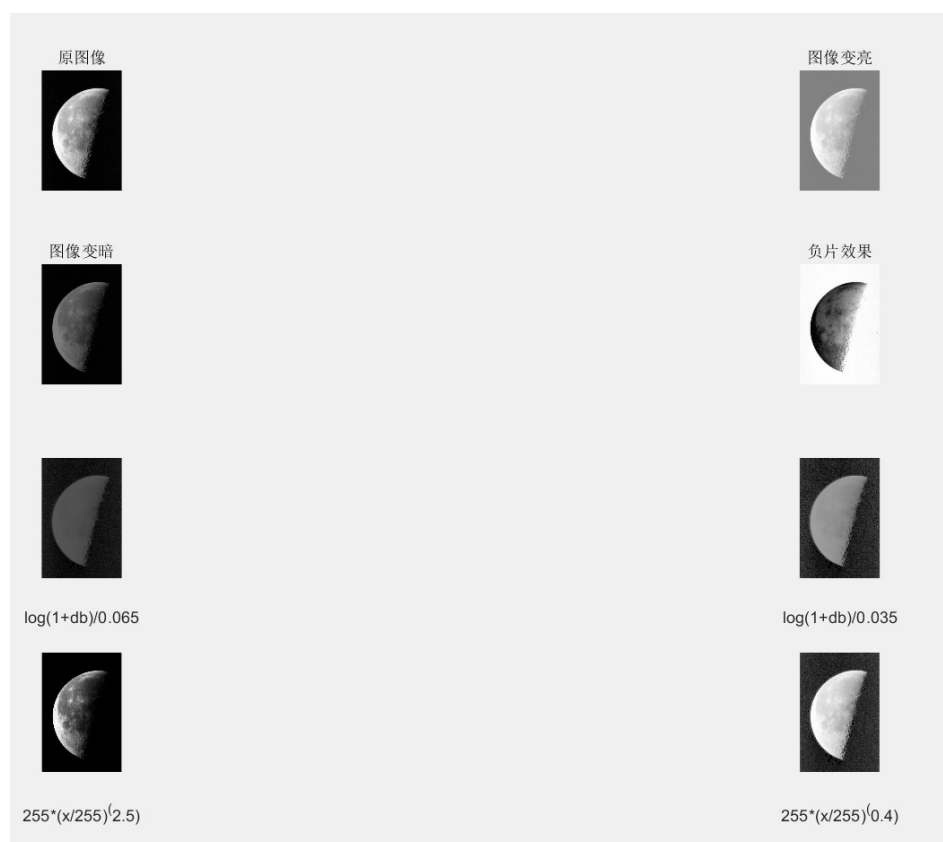 原图像
图像变亮
图像变暗
负片效果
log(1+db)/0.065
log(1+db)/0.035
255*(x/255)⁽2.5)
255*(x/255)⁽0.4)